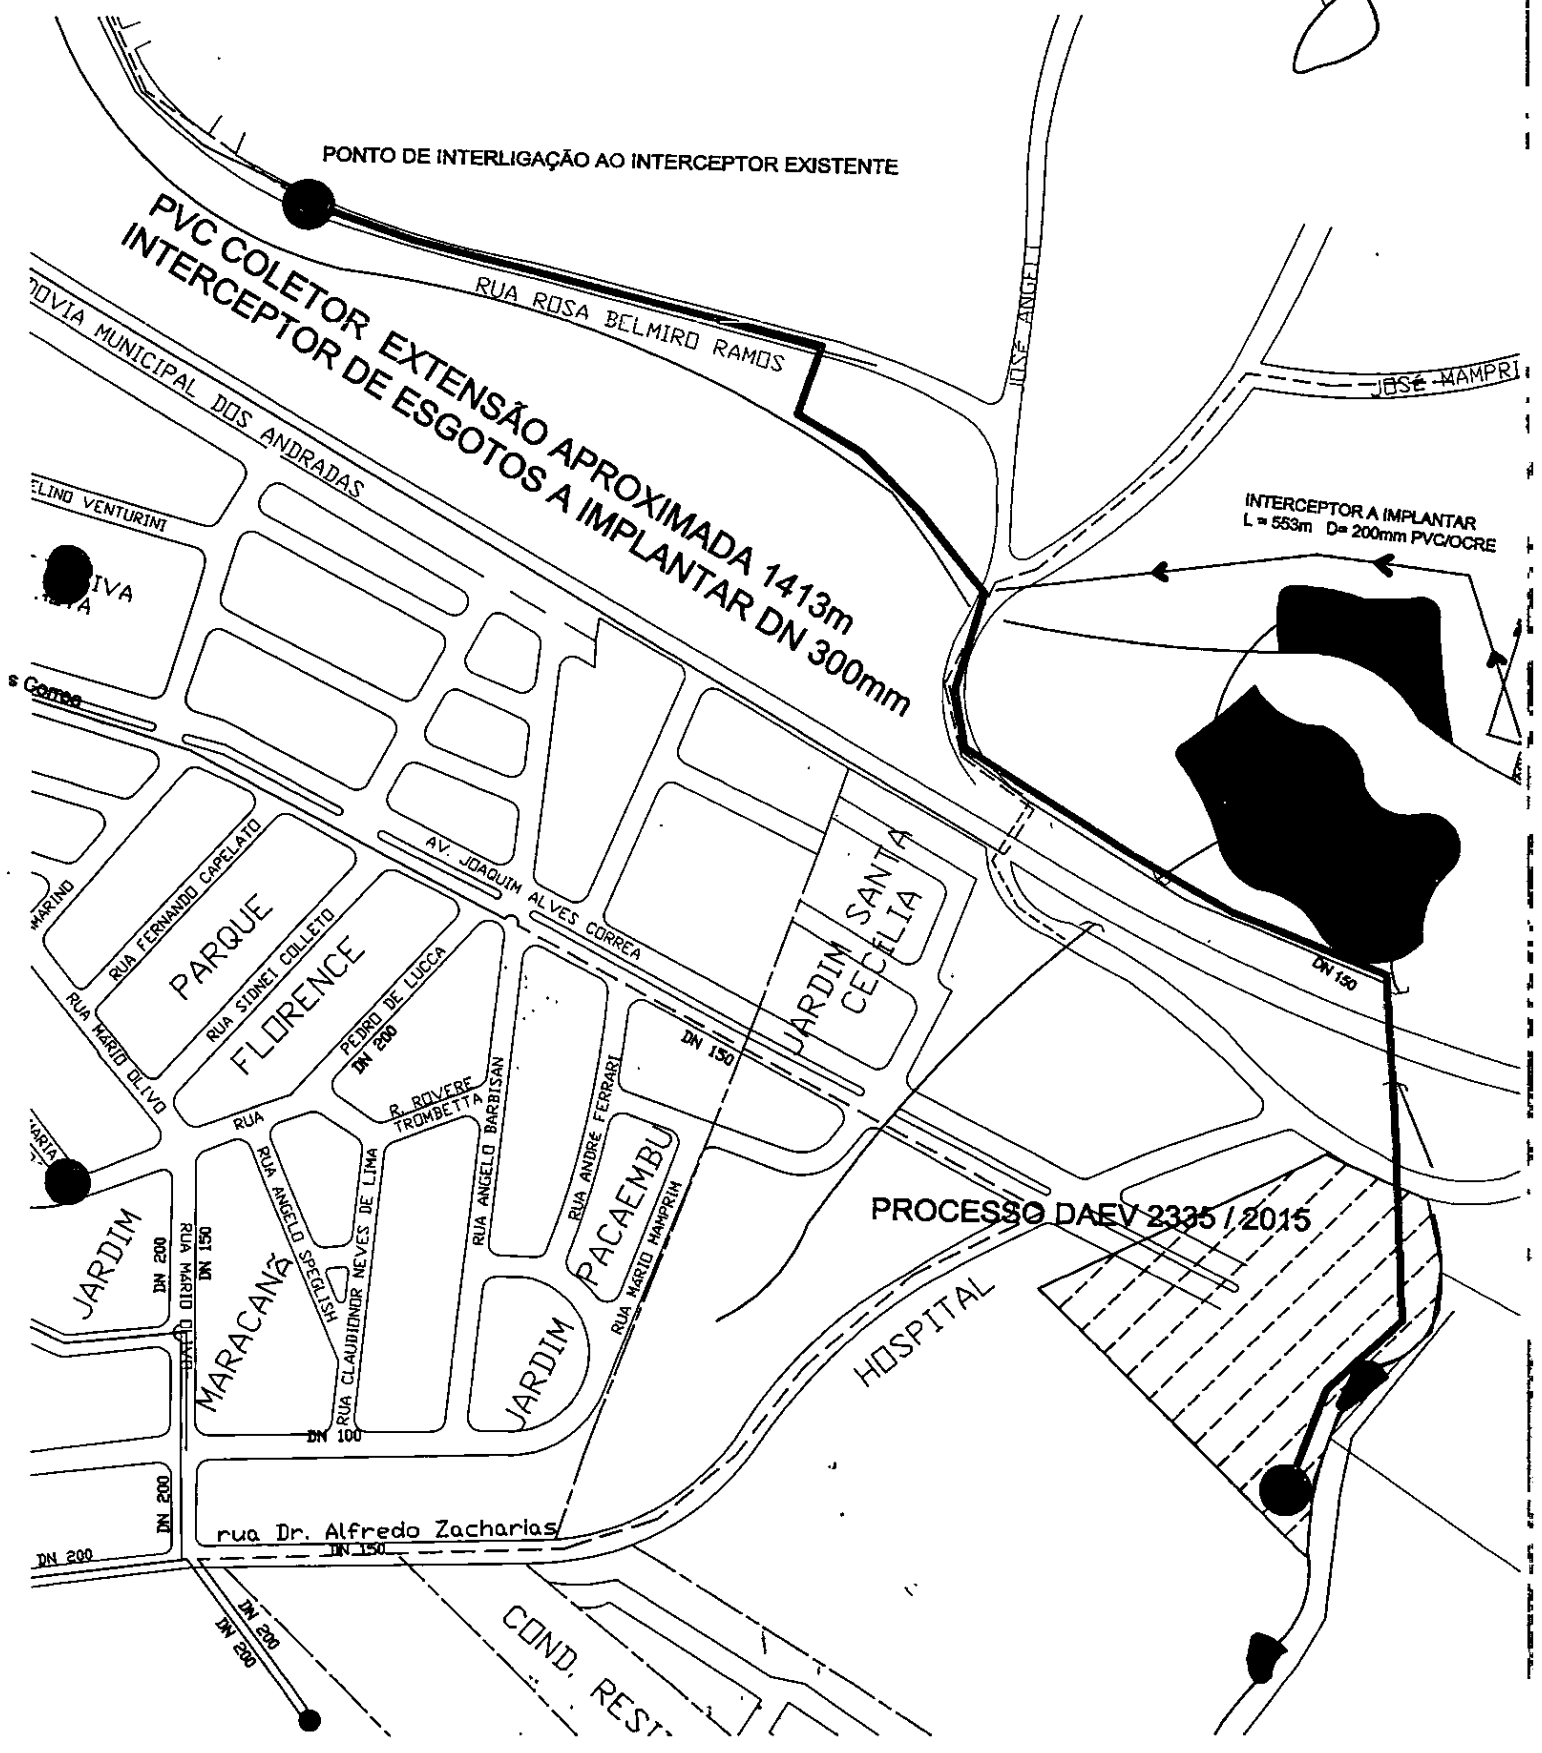 PONTO DE INTERLIGAÇÃO AO INTERCEPTOR EXISTENTE
PVC COLETOR EXTENSÃO APROXIMADA 1413m
INTERCEPTOR DE ESGOTOS A IMPLANTAR DN 300mm
RUA ROSA BELMIRO RAMOS
JOSÉ ANGELI
JOSÉ MAMPRI
DOVIA MUNICIPAL DOS ANDRADAS
INTERCEPTOR A IMPLANTAR
L = 553m D= 200mm PVC/OCRE
ELINO VENTURINI
IVA
s Correa
AV. JOAQUIM ALVES CORREA
MARINO
RUA FERNANDO CAPELATO
PARQUE
FLORENCE
RUA SIDNEI COLLETO
PEDRO DE LUCCA
DN 200
RUA MARIO OLIVO
RUA
R. ROVERE
TROMBETTA
RUA ANGELO BARBISAN
RUA ANDRÉ FERRARI
DN 150
JARDIM SANTA
CECÍLIA
DN 150
PROCESSO DAEV 2335 / 2015
HOSPITAL
MARIA
JARDIM
MARACANÃ
DN 200
RUA MARIO OLIVO
DN 150
RUA ANGELO SPEGLISH
RUA CLAUDIONOR NEVES DE LIMA
JARDIM
PACAEMBU
RUA MARIO MAMPRIM
DN 100
DN 200
rua Dr. Alfredo Zacharias
DN 150
DN 200
DN 200
DN 200
COND. REST